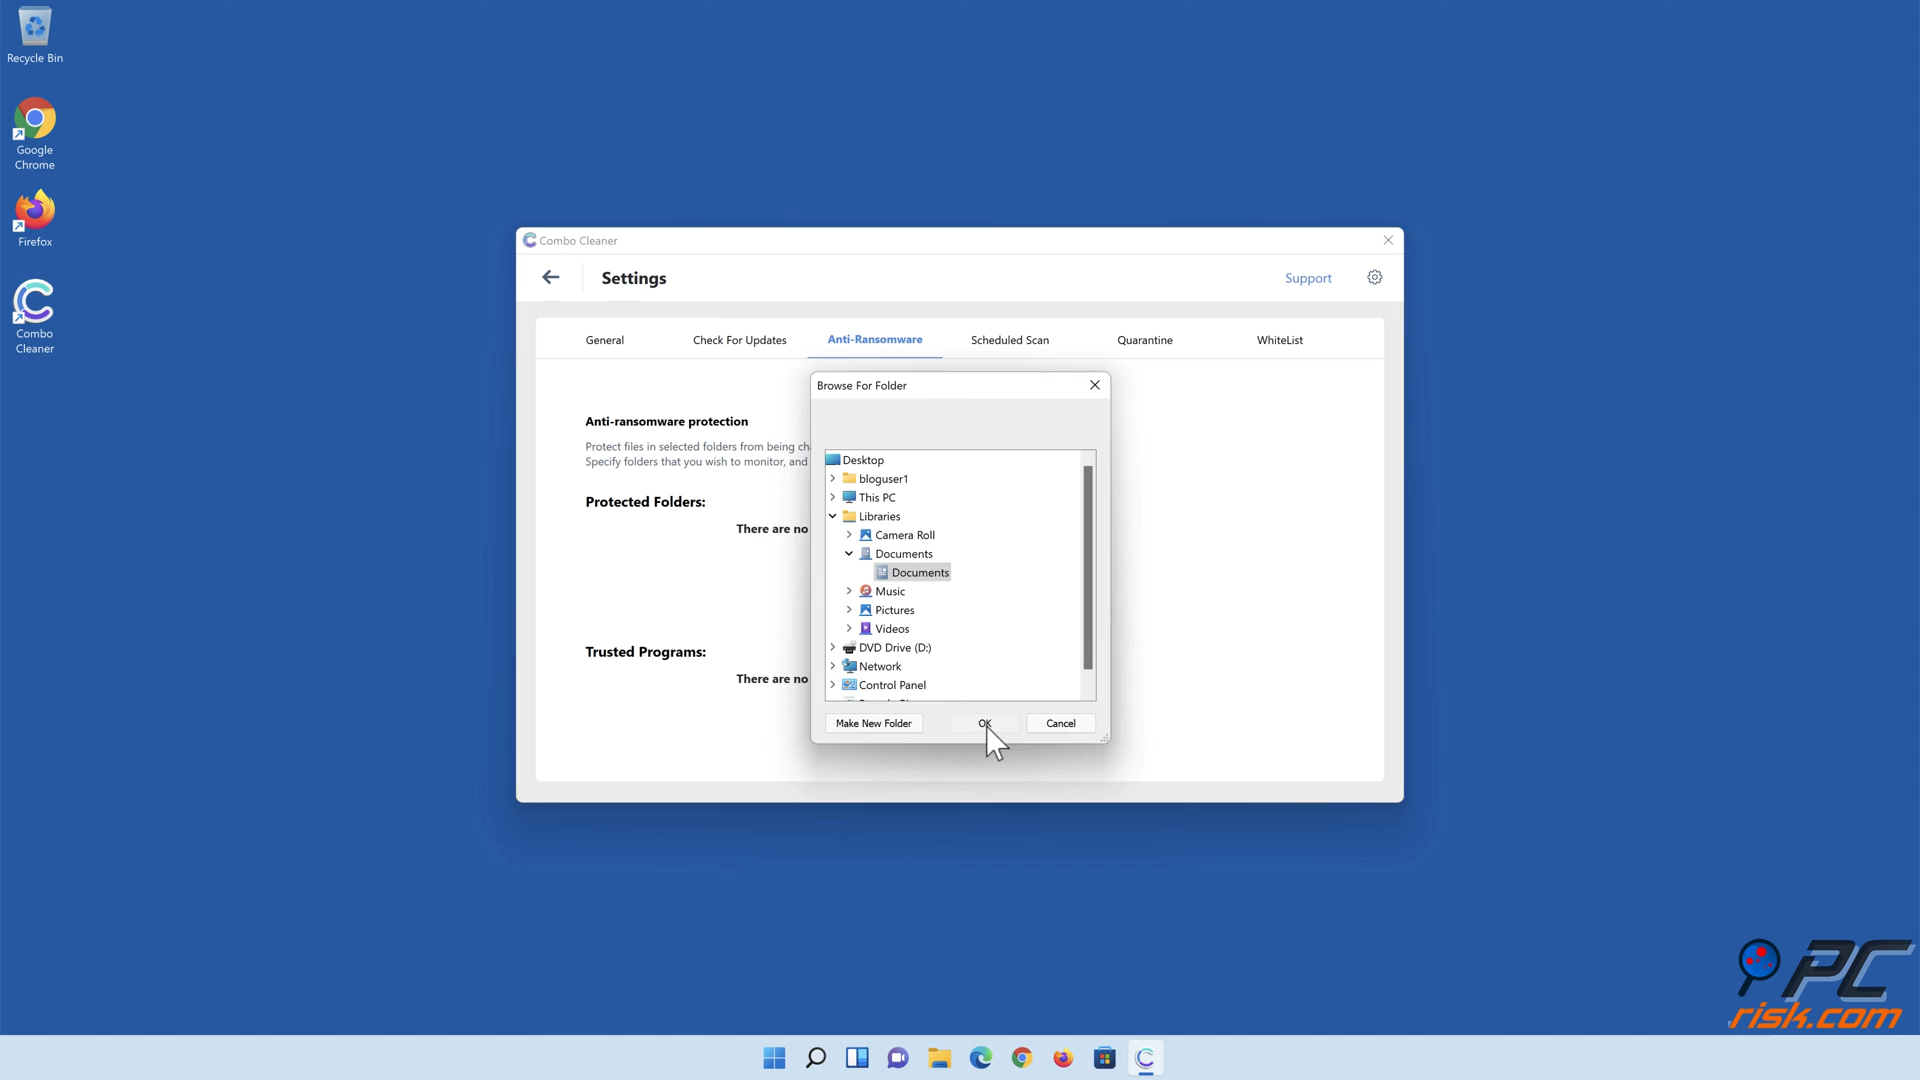 Recycle Bin
Google
Chrome
Firefox
Combo
Cleaner
Combo Cleaner
Settings
Support
General
Check For Updates
Anti-Ransomware
Scheduled Scan
Quarantine
WhiteList
Anti-ransomware protection
Protect files in selected folders from being
Specify folders that you wish to monitor, and
Protected Folders:
There are no
Trusted Programs:
There are no
Browse For Folder
Desktop
bloguser1
This PC
Libraries
Camera Roll
Documents
Documents
Music
Pictures
Videos
DVD Drive (D:)
Network
Control Panel
Make New Folder
OK
Cancel
PC
risk.com